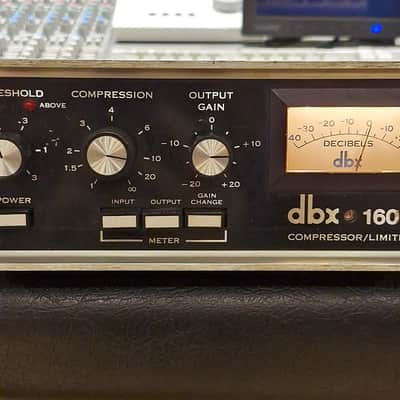 ESHOLD COMPRESSION OUTPUT GAIN
ABOVE
.3 -1 3
1 1.5 2 3 4 6 10 20 ∞
-20 -10 0 +10 +20
-40 -30 -20 -10 0 +10
DECIBELS
dbx
POWER
INPUT OUTPUT GAIN CHANGE
METER
dbx 160
COMPRESSOR/LIMITE